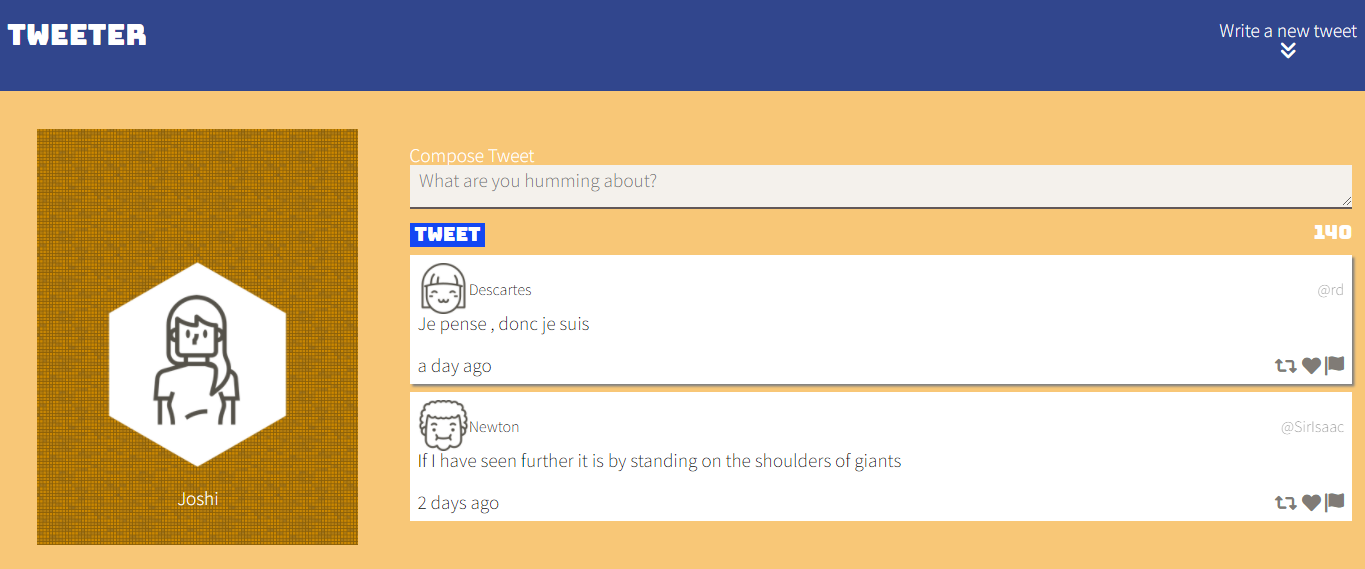 TWEETER
Write a new tweet
Joshi
Compose Tweet
What are you humming about?
TWEET
140
Descartes
@rd
Je pense , donc je suis
a day ago
Newton
@SirIsaac
If I have seen further it is by standing on the shoulders of giants
2 days ago